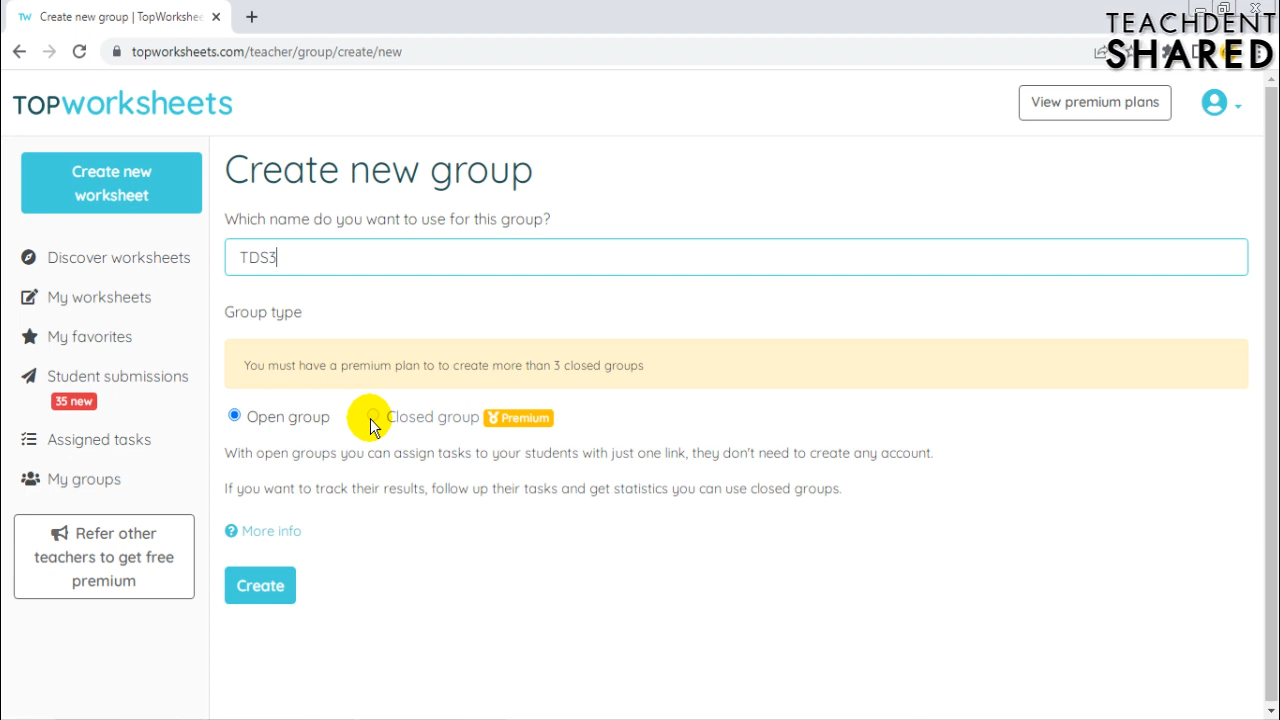 TW Create new group | TopWorkshee
TEACHDENT
SHARED
topworksheets.com/teacher/group/create/new
TOPworksheets
View premium plans
Create new
worksheet
Discover worksheets
My worksheets
My favorites
Student submissions
35 new
Assigned tasks
My groups
Refer other
teachers to get free
premium
Create new group
Which name do you want to use for this group?
TDS3
Group type
You must have a premium plan to to create more than 3 closed groups
Open group
Closed group Premium
With open groups you can assign tasks to your students with just one link, they don't need to create any account.
If you want to track their results, follow up their tasks and get statistics you can use closed groups.
More info
Create